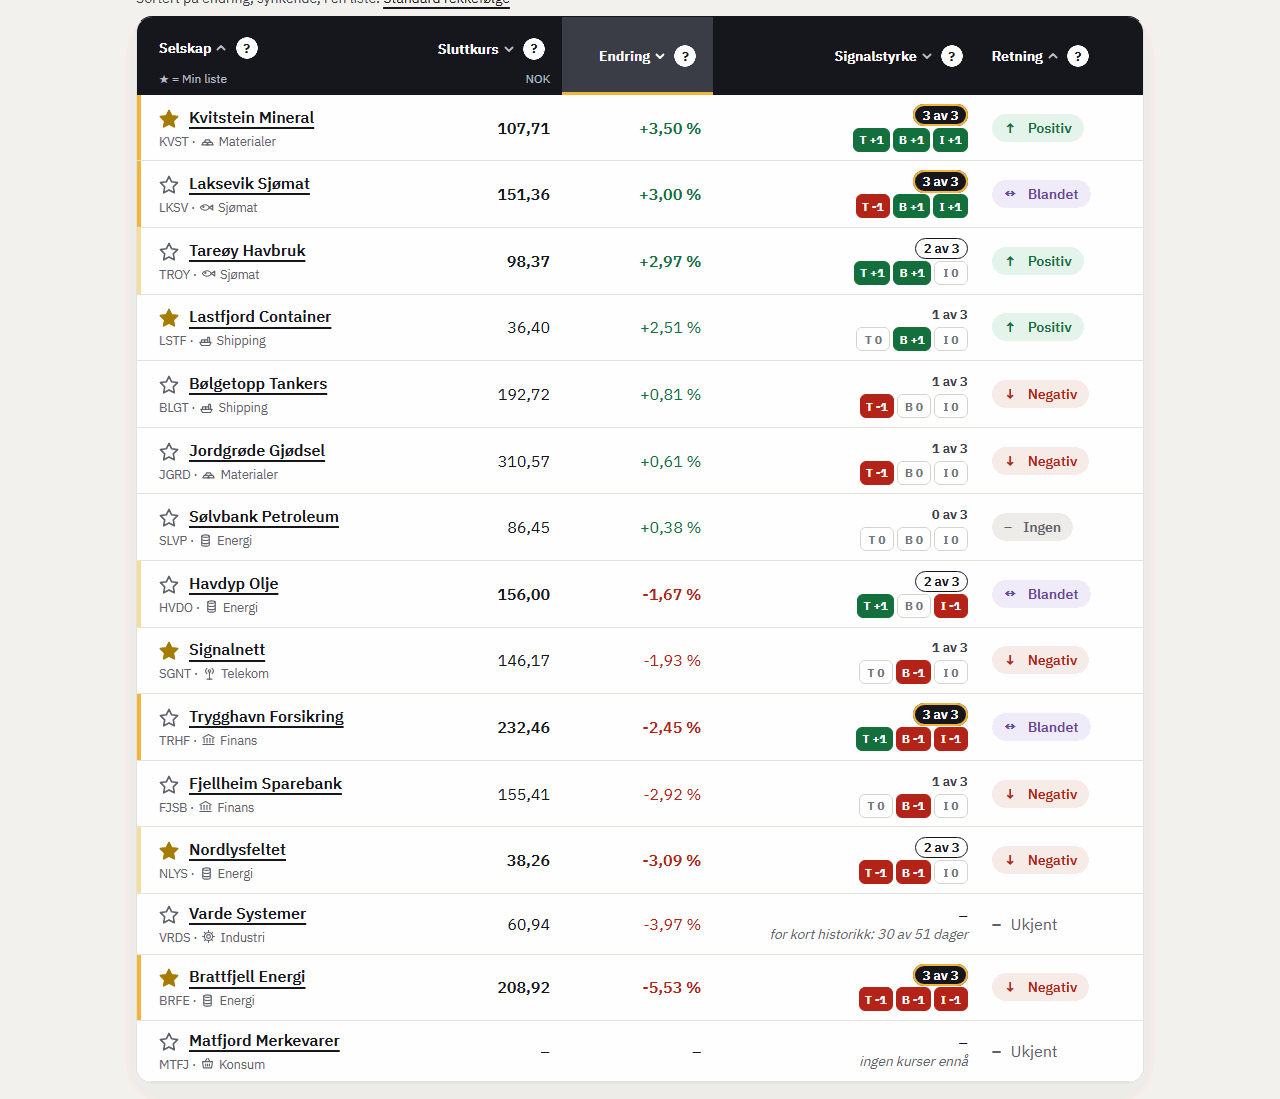 Sortert på endring, synkende, i en liste. Standard rekkefølge
Selskap ? Sluttkurs ? Endring ? Signalstyrke ? Retning ?
★ = Min liste NOK
Kvitstein Mineral 107,71 +3,50 % 3 av 3 ↑ Positiv
KVST · Materialer T +1 B +1 I +1
Laksevik Sjømat 151,36 +3,00 % 3 av 3 ↔ Blandet
LKSV · Sjømat T -1 B +1 I +1
Tareøy Havbruk 98,37 +2,97 % 2 av 3 ↑ Positiv
TROY · Sjømat T +1 B +1 I 0
Lastfjord Container 36,40 +2,51 % 1 av 3 ↑ Positiv
LSTF · Shipping T 0 B +1 I 0
Bølgetopp Tankers 192,72 +0,81 % 1 av 3 ↓ Negativ
BLGT · Shipping T -1 B 0 I 0
Jordgrøde Gjødsel 310,57 +0,61 % 1 av 3 ↓ Negativ
JGRD · Materialer T -1 B 0 I 0
Sølvbank Petroleum 86,45 +0,38 % 0 av 3 – Ingen
SLVP · Energi T 0 B 0 I 0
Havdyp Olje 156,00 -1,67 % 2 av 3 ↔ Blandet
HVDO · Energi T +1 B 0 I -1
Signalnett 146,17 -1,93 % 1 av 3 ↓ Negativ
SGNT · Telekom T 0 B -1 I 0
Trygghavn Forsikring 232,46 -2,45 % 3 av 3 ↔ Blandet
TRHF · Finans T +1 B -1 I -1
Fjellheim Sparebank 155,41 -2,92 % 1 av 3 ↓ Negativ
FJSB · Finans T 0 B -1 I 0
Nordlysfeltet 38,26 -3,09 % 2 av 3 ↓ Negativ
NLYS · Energi T -1 B -1 I 0
Varde Systemer 60,94 -3,97 % – – Ukjent
VRDS · Industri for kort historikk: 30 av 51 dager
Brattfjell Energi 208,92 -5,53 % 3 av 3 ↓ Negativ
BRFE · Energi T -1 B -1 I -1
Matfjord Merkevarer – – – – Ukjent
MTFJ · Konsum ingen kurser ennå